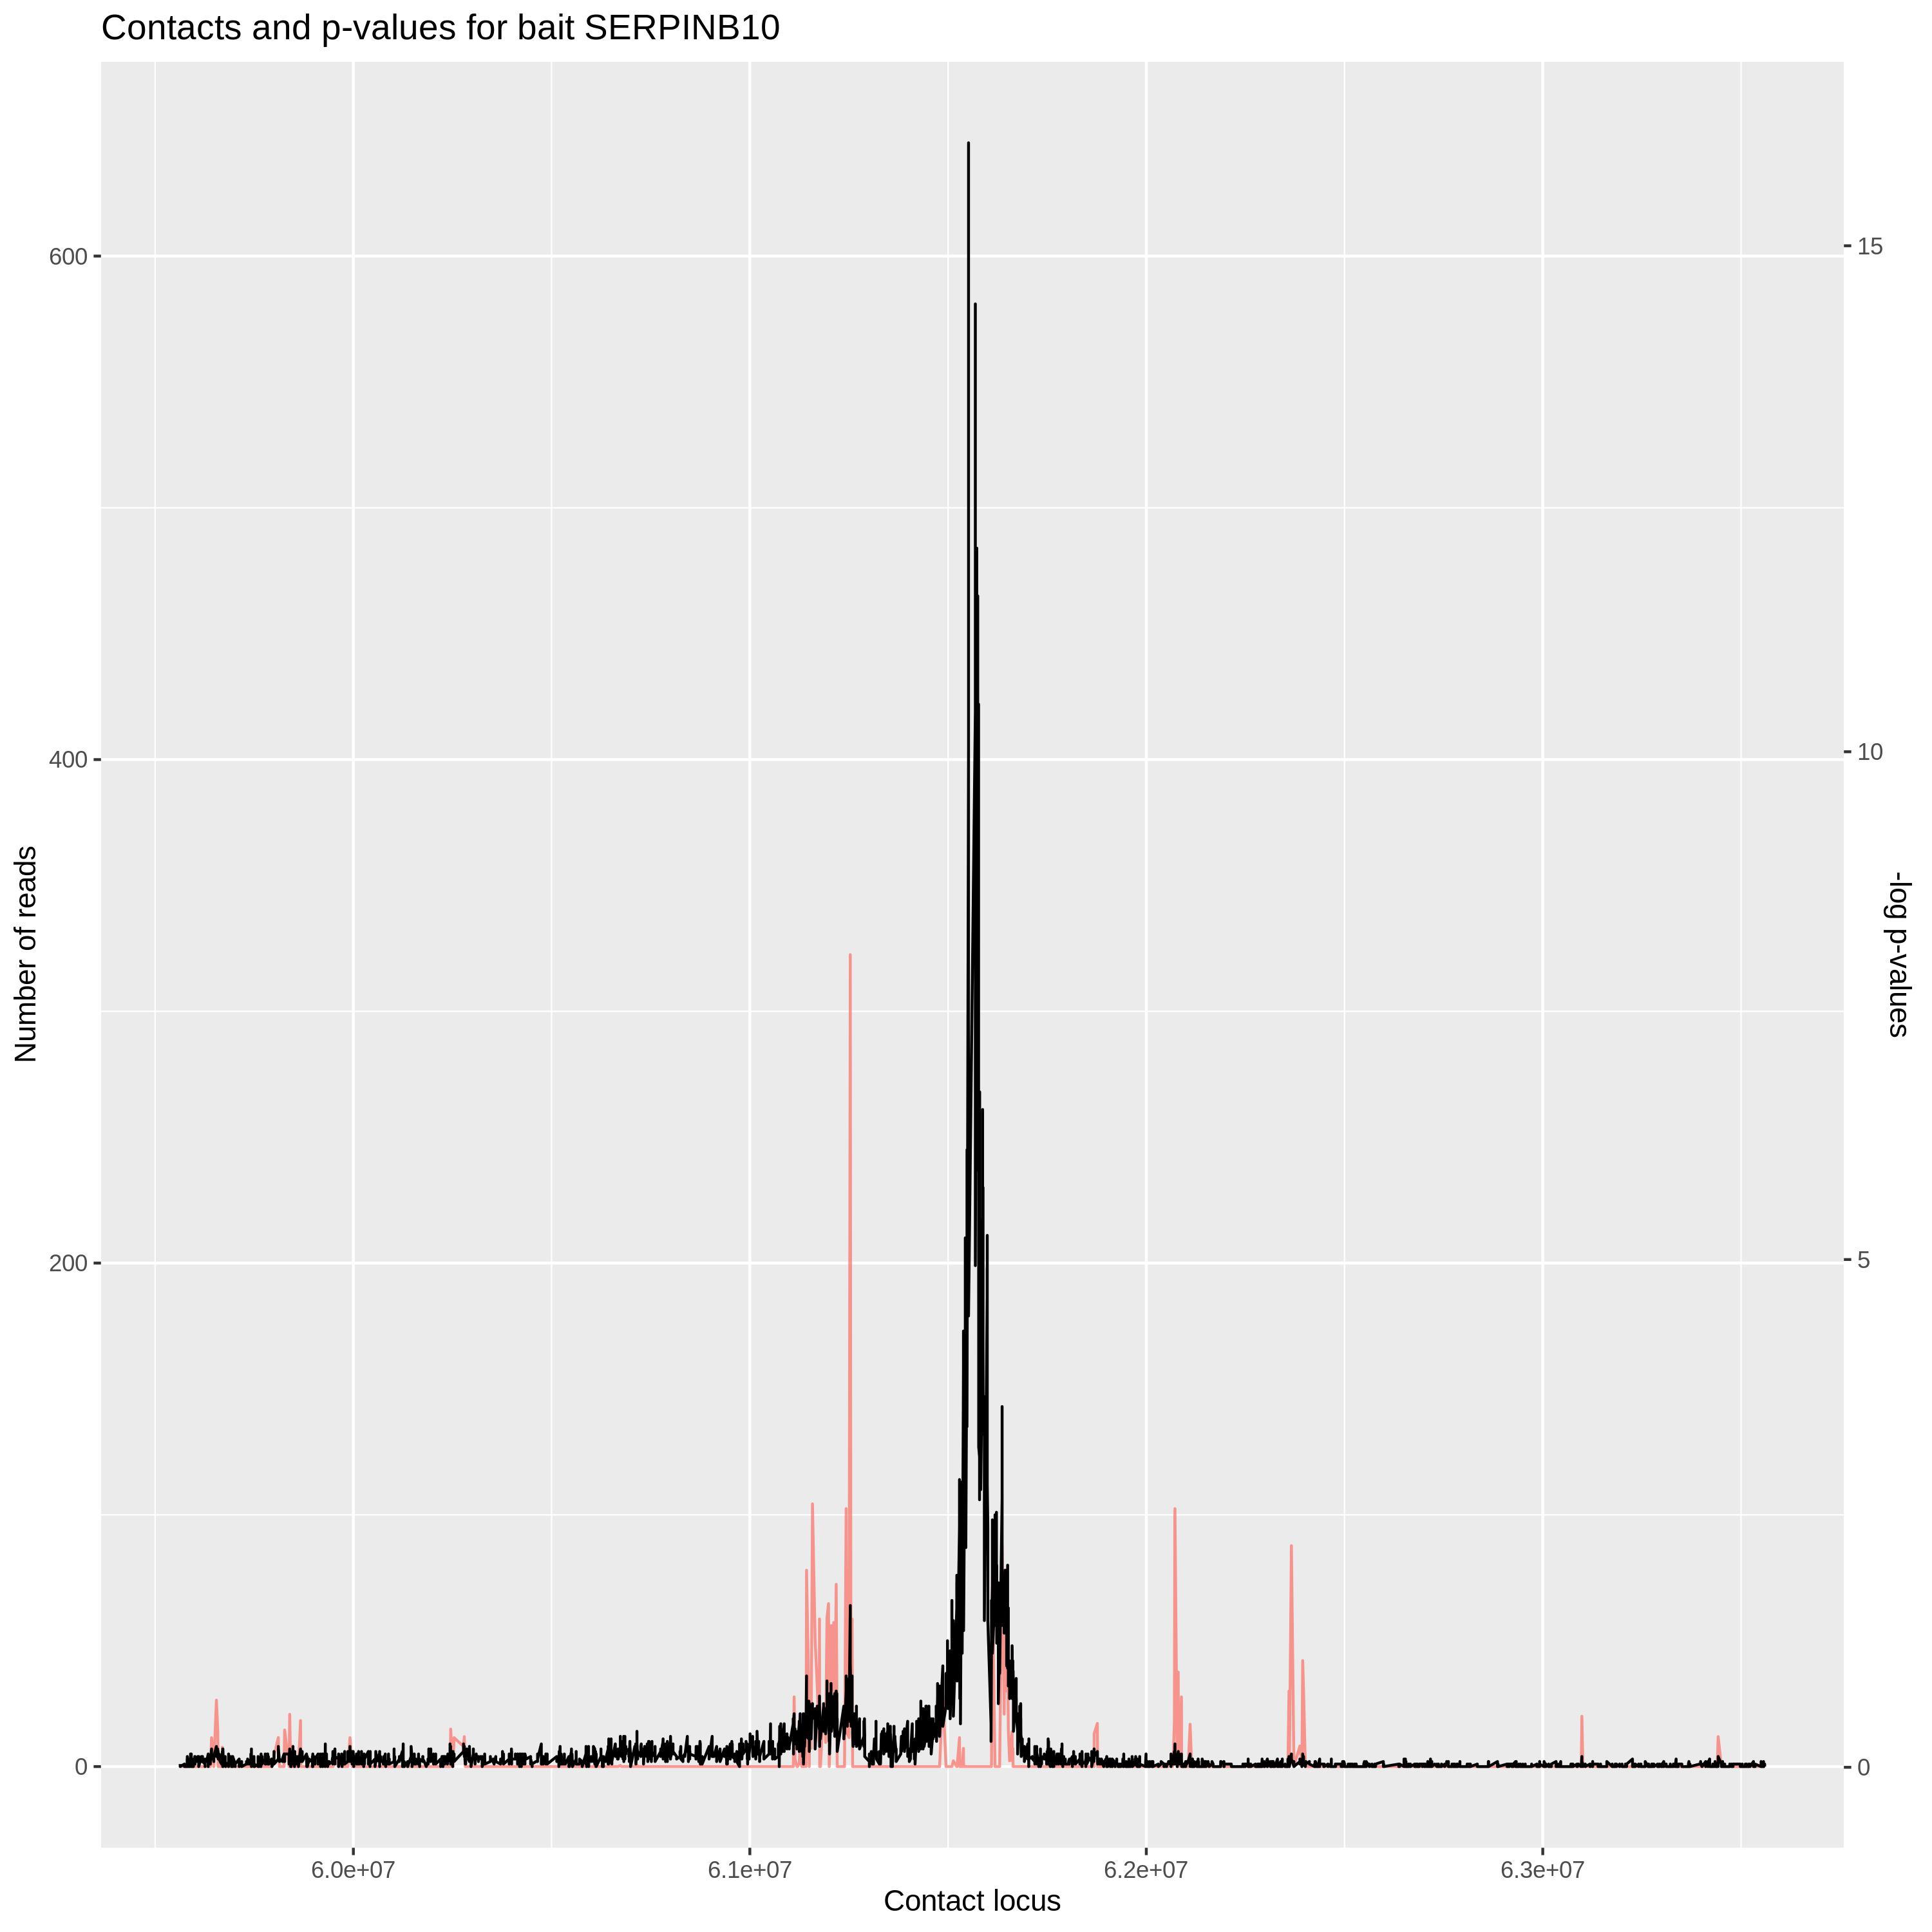 Contacts and p-values for bait SERPINB10
600
400
200
0
15
10
5
0
Number of reads
-log p-values
6.0e+07
6.1e+07
6.2e+07
6.3e+07
Contact locus